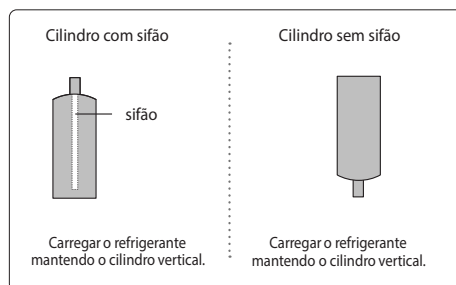 Cilindro com sifão
sifão
Carregar o refrigerante
mantendo o cilindro vertical.
Cilindro sem sifão
Carregar o refrigerante
mantendo o cilindro vertical.